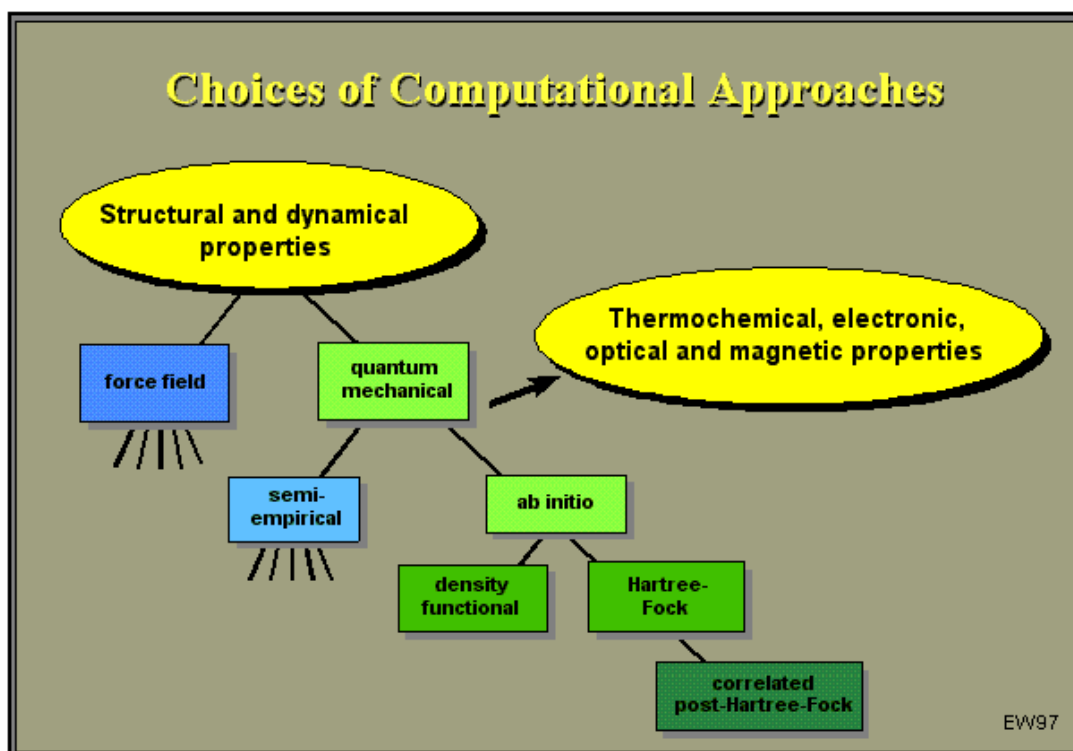 Choices of Computational Approaches
Structural and dynamical
properties
Thermochemical, electronic,
optical and magnetic properties
force field
quantum
mechanical
semi-
empirical
ab initio
density
functional
Hartree-
Fock
correlated
post-Hartree-Fock
EW97